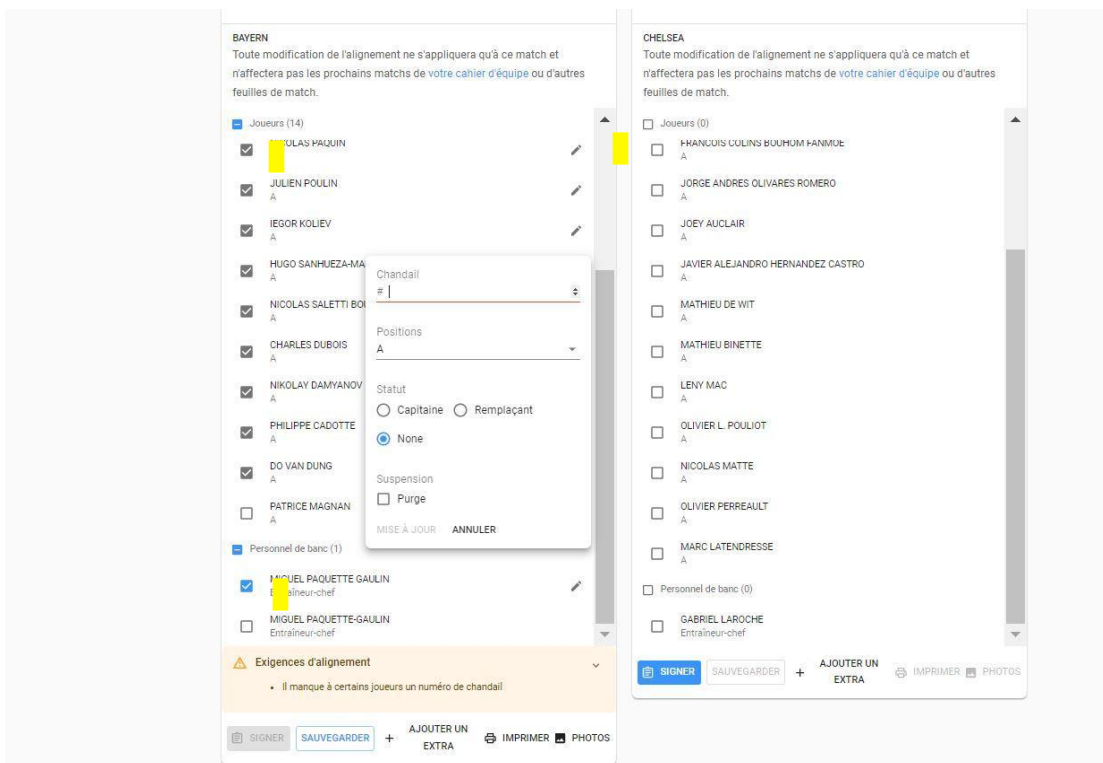 BAYERN
Toute modification de l'alignement ne s'appliquera qu'à ce match et
n'affectera pas les prochains matchs de votre cahier d'équipe ou d'autres
feuilles de match.
Joueurs (14)
OLAS PAQUIN
JULIEN POULIN
A
IEGOR KOLIEV
A
HUGO SANHUEZA-MA
A
NICOLAS SALETTI BO
A
CHARLES DUBOIS
A
NIKOLAY DAMYANOV
A
PHILIPPE CADOTTE
A
DO VAN DUNG
A
PATRICE MAGNAN
A
Chandail
#
Positions
A
Statut
Capitaine
Remplaçant
None
Suspension
Purge
MISE À JOUR ANNULER
Personnel de banc (1)
MIGUEL PAQUETTE GAULIN
Entraîneur-chef
MIGUEL PAQUETTE-GAULIN
Entraîneur-chef
Exigences d'alignement
• Il manque à certains joueurs un numéro de chandail
SIGNER SAUVEGARDER + AJOUTER UN EXTRA IMPRIMER PHOTOS
CHELSEA
Toute modification de l'alignement ne s'appliquera qu'à ce match et
n'affectera pas les prochains matchs de votre cahier d'équipe ou d'autres
feuilles de match.
Joueurs (0)
FRANCOIS COLINS BOUHOM FANMOE
A
JORGE ANDRES OLIVARES ROMERO
A
JOEY AUCLAIR
A
JAVIER ALEJANDRO HERNANDEZ CASTRO
A
MATHIEU DE WIT
A
MATHIEU BINETTE
A
LENY MAC
A
OLIVIER L. POULIOT
A
NICOLAS MATTE
A
OLIVIER PERREAULT
A
MARC LATENDRESSE
A
Personnel de banc (0)
GABRIEL LAROCHE
Entraîneur-chef
SIGNER SAUVEGARDER + AJOUTER UN EXTRA IMPRIMER PHOTOS